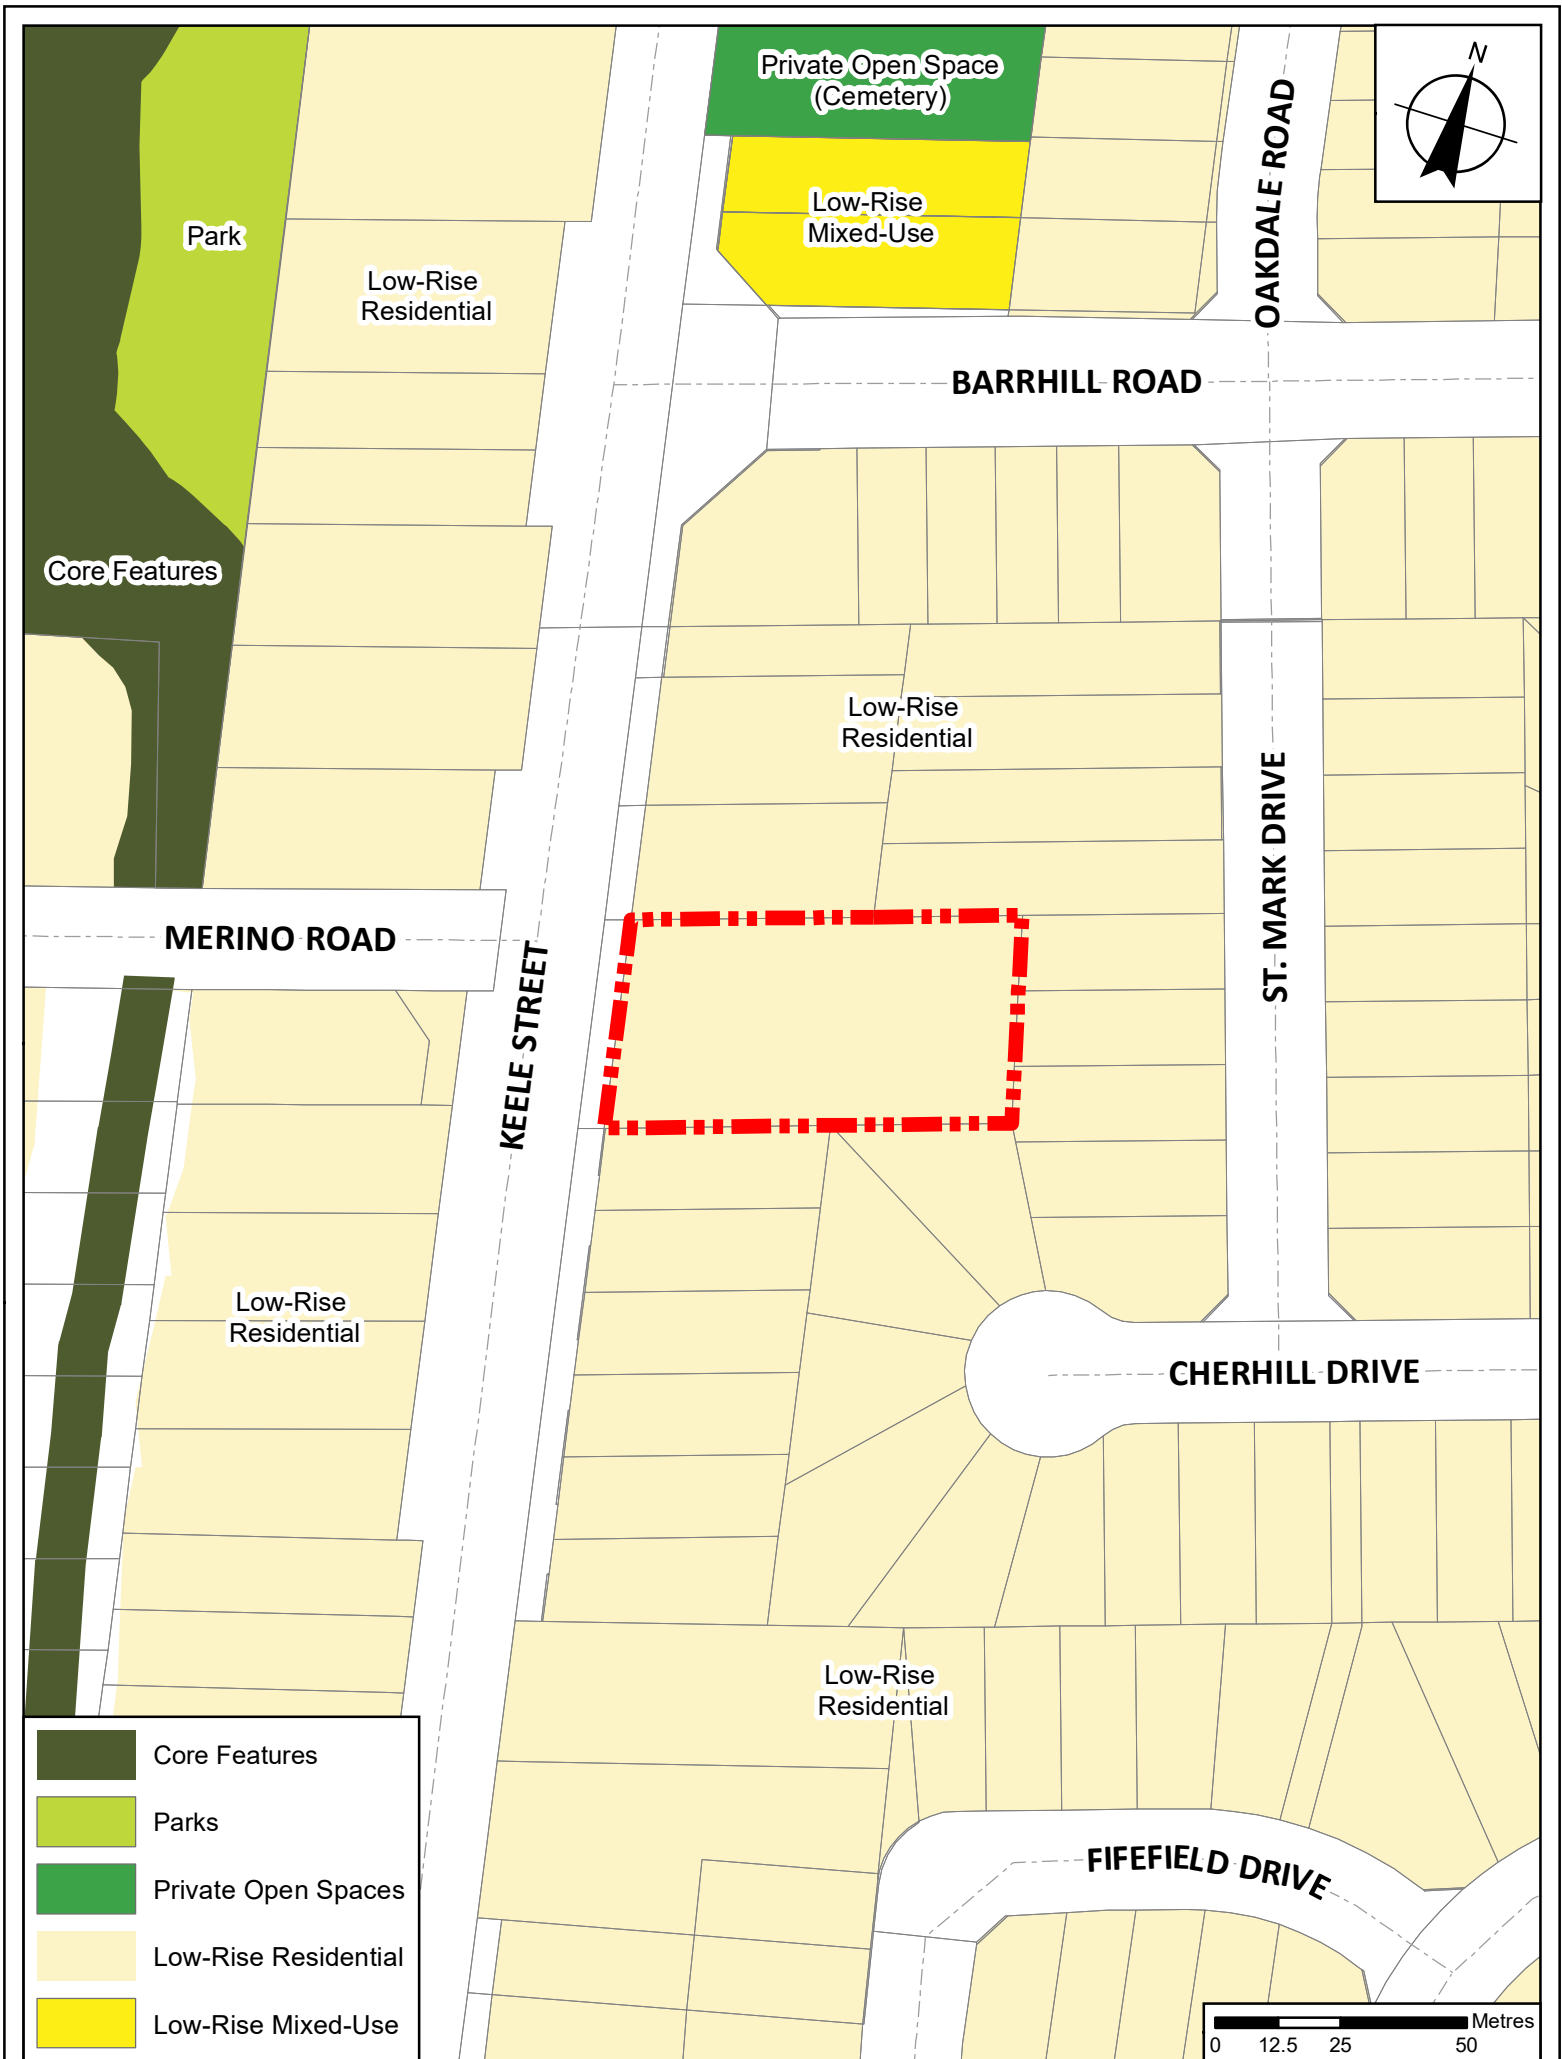 Private Open Space
(Cemetery)
N
OAKDALE ROAD
Low-Rise
Mixed-Use
Park
Low-Rise
Residential
BARRHILL ROAD
Core Features
Low-Rise
Residential
ST. MARK DRIVE
MERINO ROAD
KEELE STREET
Low-Rise
Residential
CHERHILL DRIVE
Low-Rise
Residential
FIFEFIELD DRIVE
Core Features
Parks
Private Open Spaces
Low-Rise Residential
Low-Rise Mixed-Use
Metres
0 12.5 25 50